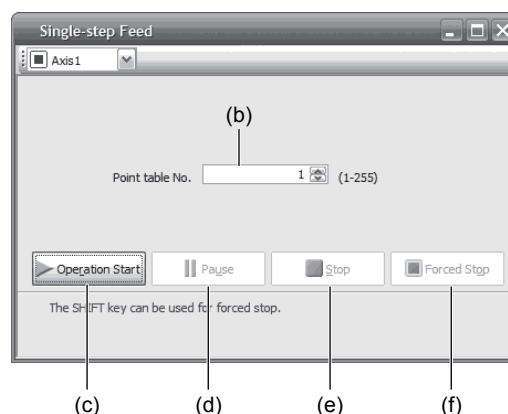 Single-step Feed
Axis1
(b)
Point table No. 1 (1-255)
Operation Start Pause Stop Forced Stop
The SHIFT key can be used for forced stop.
(c) (d) (e) (f)